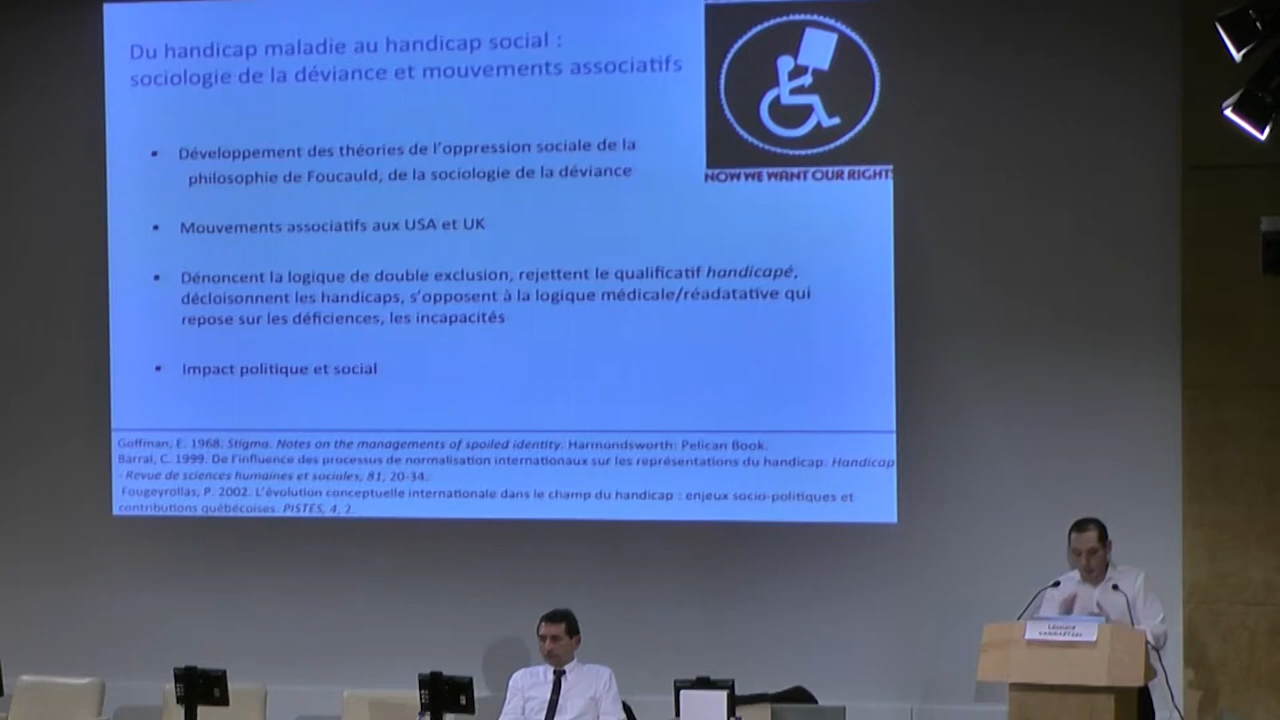 Du handicap maladie au handicap social :
sociologie de la déviance et mouvements associatifs
NOW WE WANT OUR RIGHTS
▪ Développement des théories de l'oppression sociale de la
philosophie de Foucauld, de la sociologie de la déviance
▪ Mouvements associatifs aux USA et UK
▪ Dénoncent la logique de double exclusion, rejettent le qualificatif handicapé,
décloisonnent les handicaps, s'opposent à la logique médicale/réadatative qui
repose sur les déficiences, les incapacités
▪ Impact politique et social
Goffman, E. 1968. Stigma. Notes on the managements of spoiled identity. Harmondsworth: Pelican Book.
Barral, C. 1999. De l'influence des processus de normalisation internationaux sur les représentations du handicap. Handicap
- Revue de sciences humaines et sociales, 81, 20-34.
Fougeyrollas, P. 2002. L'évolution conceptuelle internationale dans le champ du handicap : enjeux socio-politiques et
contributions québécoises. PISTES, 4, 2.